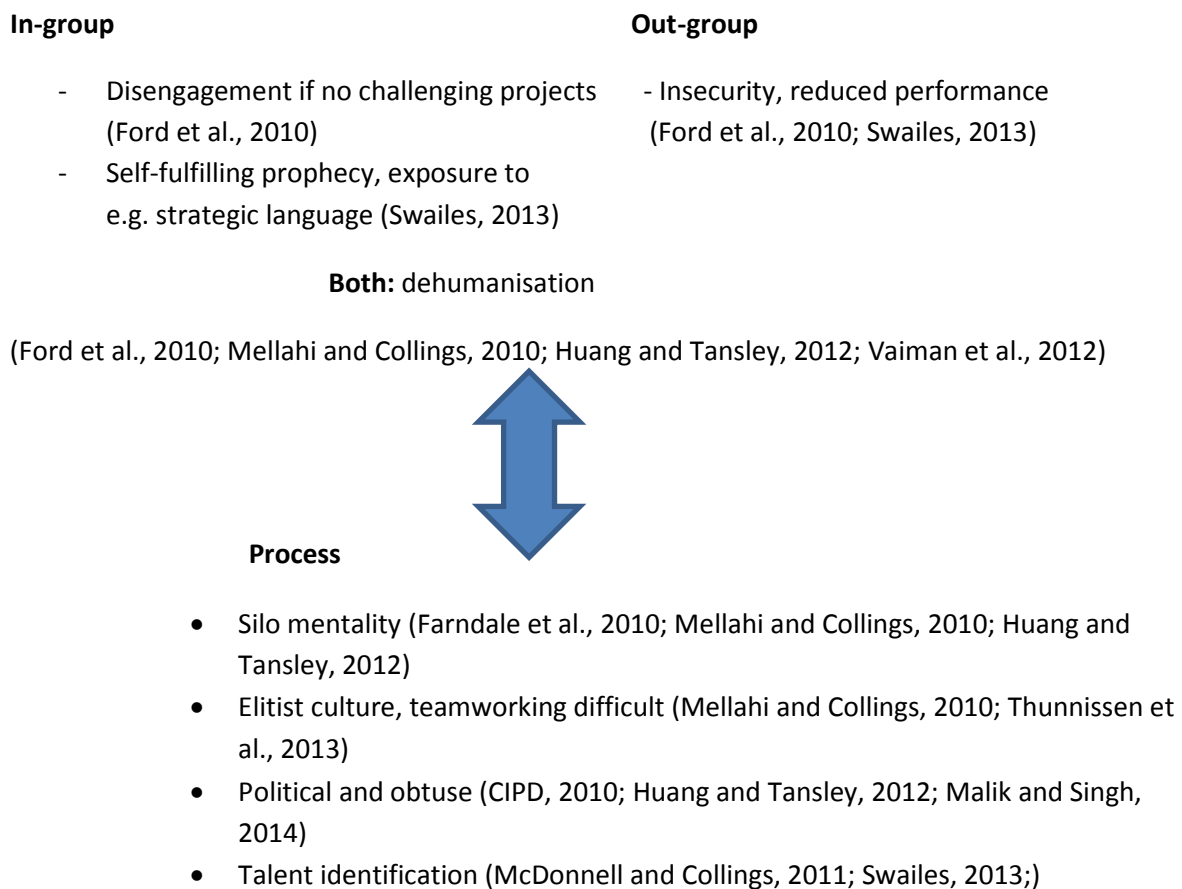 In-group
Out-group
- Disengagement if no challenging projects
(Ford et al., 2010)
- Self-fulfilling prophecy, exposure to
e.g. strategic language (Swailes, 2013)
- Insecurity, reduced performance
(Ford et al., 2010; Swailes, 2013)
Both: dehumanisation
(Ford et al., 2010; Mellahi and Collings, 2010; Huang and Tansley, 2012; Vaiman et al., 2012)
Process
• Silo mentality (Farndale et al., 2010; Mellahi and Collings, 2010; Huang and
Tansley, 2012)
• Elitist culture, teamworking difficult (Mellahi and Collings, 2010; Thunnissen et
al., 2013)
• Political and obtuse (CIPD, 2010; Huang and Tansley, 2012; Malik and Singh,
2014)
• Talent identification (McDonnell and Collings, 2011; Swailes, 2013;)